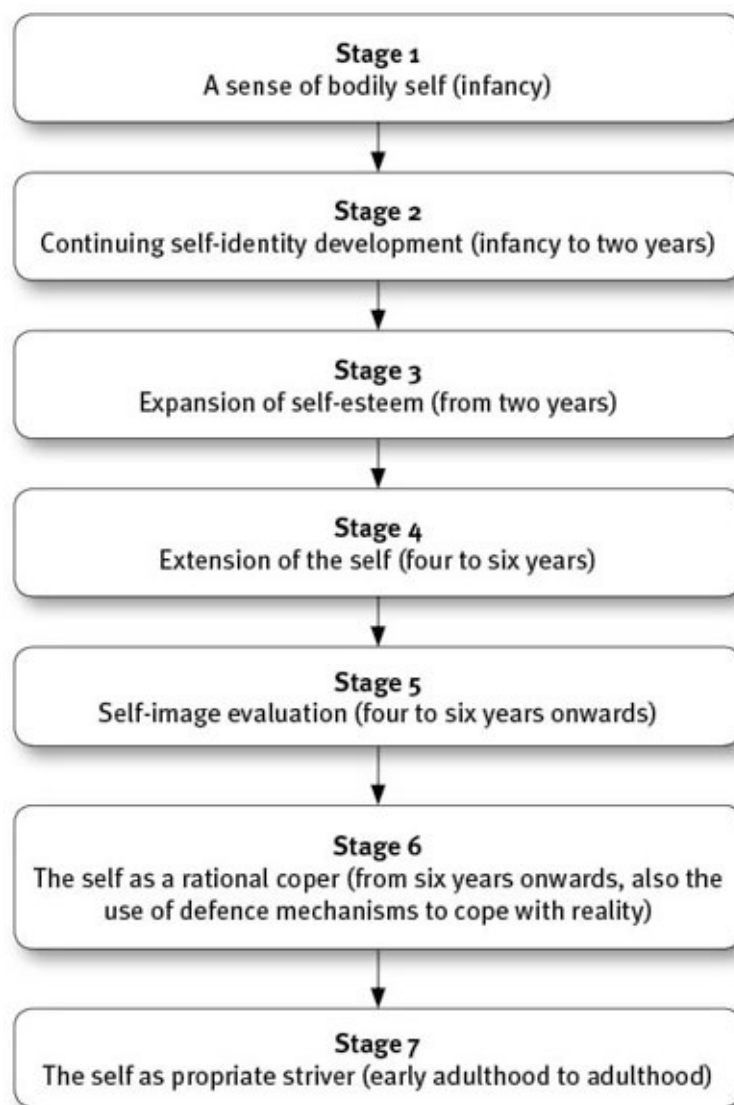 Stage 1
A sense of bodily self (infancy)
Stage 2
Continuing self-identity development (infancy to two years)
Stage 3
Expansion of self-esteem (from two years)
Stage 4
Extension of the self (four to six years)
Stage 5
Self-image evaluation (four to six years onwards)
Stage 6
The self as a rational coper (from six years onwards, also the
use of defence mechanisms to cope with reality)
Stage 7
The self as propriate striver (early adulthood to adulthood)